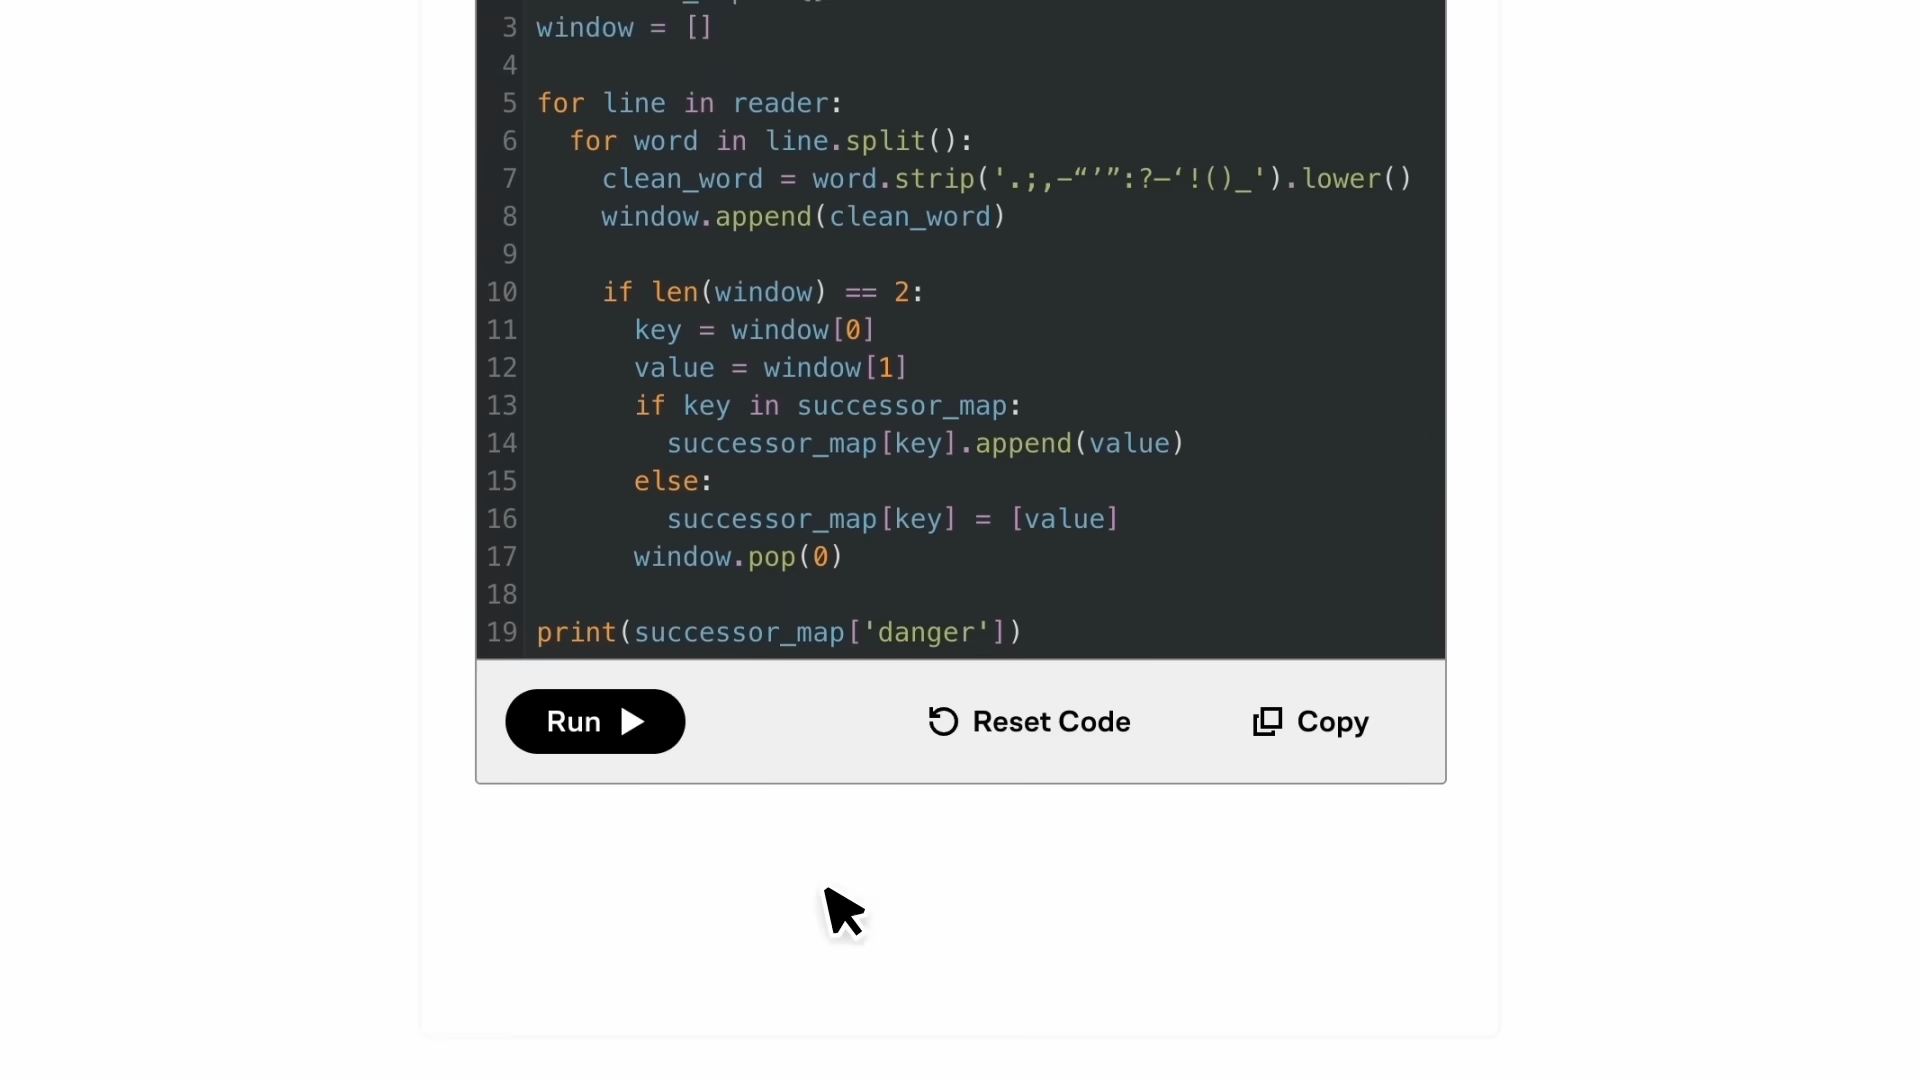 3 window = []
4
5 for line in reader:
6   for word in line.split():
7     clean_word = word.strip('.;,—“’”:?—‘!()_').lower()
8     window.append(clean_word)
9
10     if len(window) == 2:
11       key = window[0]
12       value = window[1]
13       if key in successor_map:
14         successor_map[key].append(value)
15       else:
16         successor_map[key] = [value]
17       window.pop(0)
18
19 print(successor_map['danger'])
Run
Reset Code
Copy